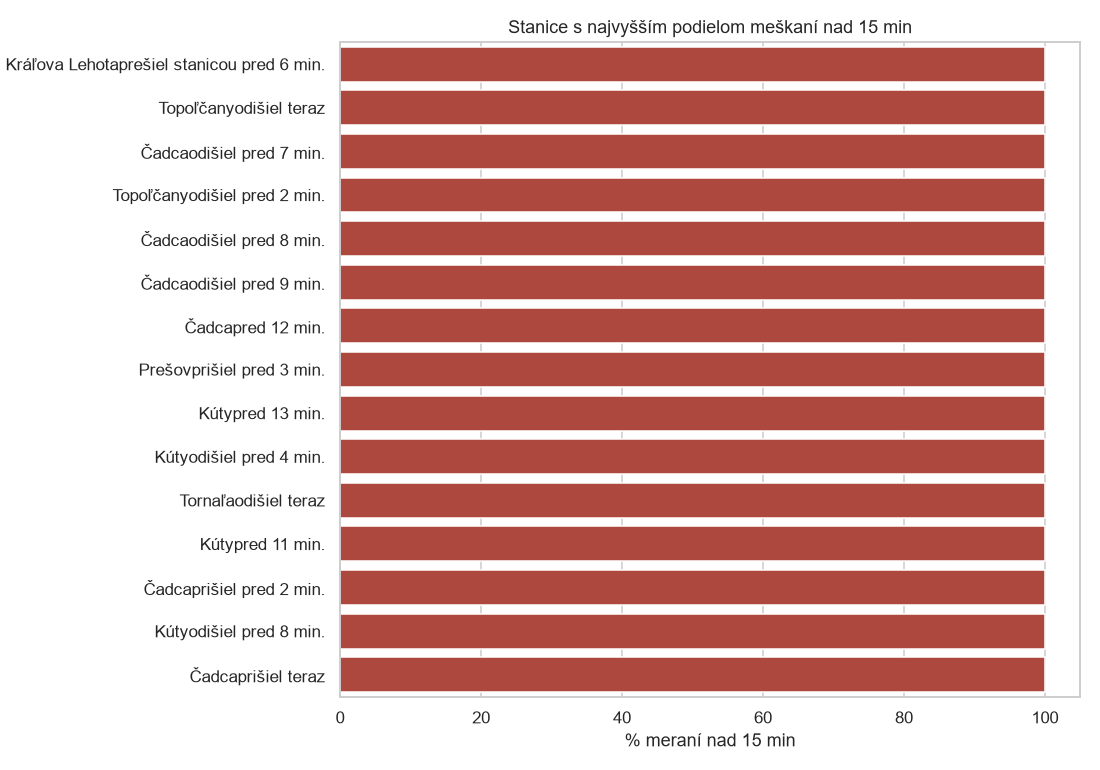 Stanice s najvyšším podielom meškaní nad 15 min
Kráľova Lehotaprešiel stanicou pred 6 min.
Topoľčanyodišiel teraz
Čadcaodišiel pred 7 min.
Topoľčanyodišiel pred 2 min.
Čadcaodišiel pred 8 min.
Čadcaodišiel pred 9 min.
Čadcapred 12 min.
Prešovprišiel pred 3 min.
Kútypred 13 min.
Kútyodišiel pred 4 min.
Tornaľaodišiel teraz
Kútypred 11 min.
Čadcaprišiel pred 2 min.
Kútyodišiel pred 8 min.
Čadcaprišiel teraz
0 20 40 60 80 100
% meraní nad 15 min